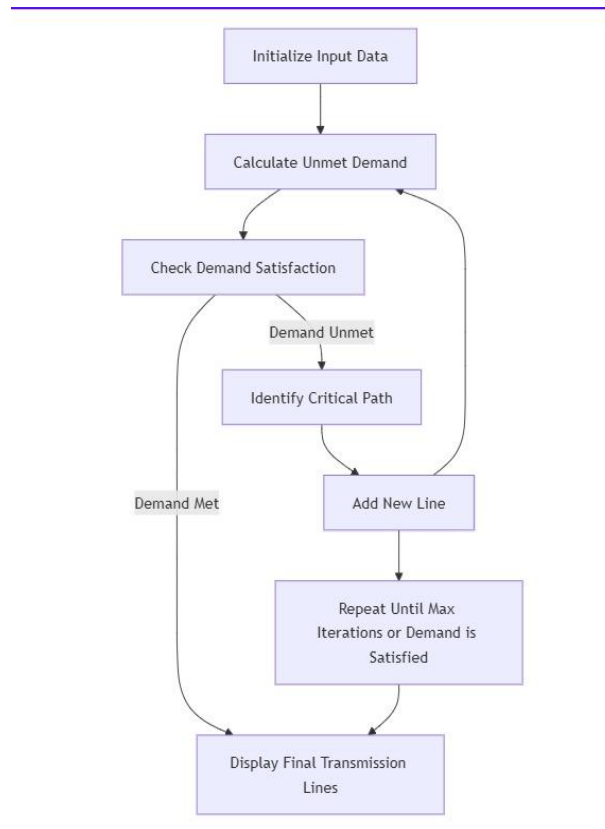 Initialize Input Data
Calculate Unmet Demand
Check Demand Satisfaction
Demand Unmet
Identify Critical Path
Demand Met
Add New Line
Repeat Until Max
Iterations or Demand is
Satisfied
Display Final Transmission
Lines